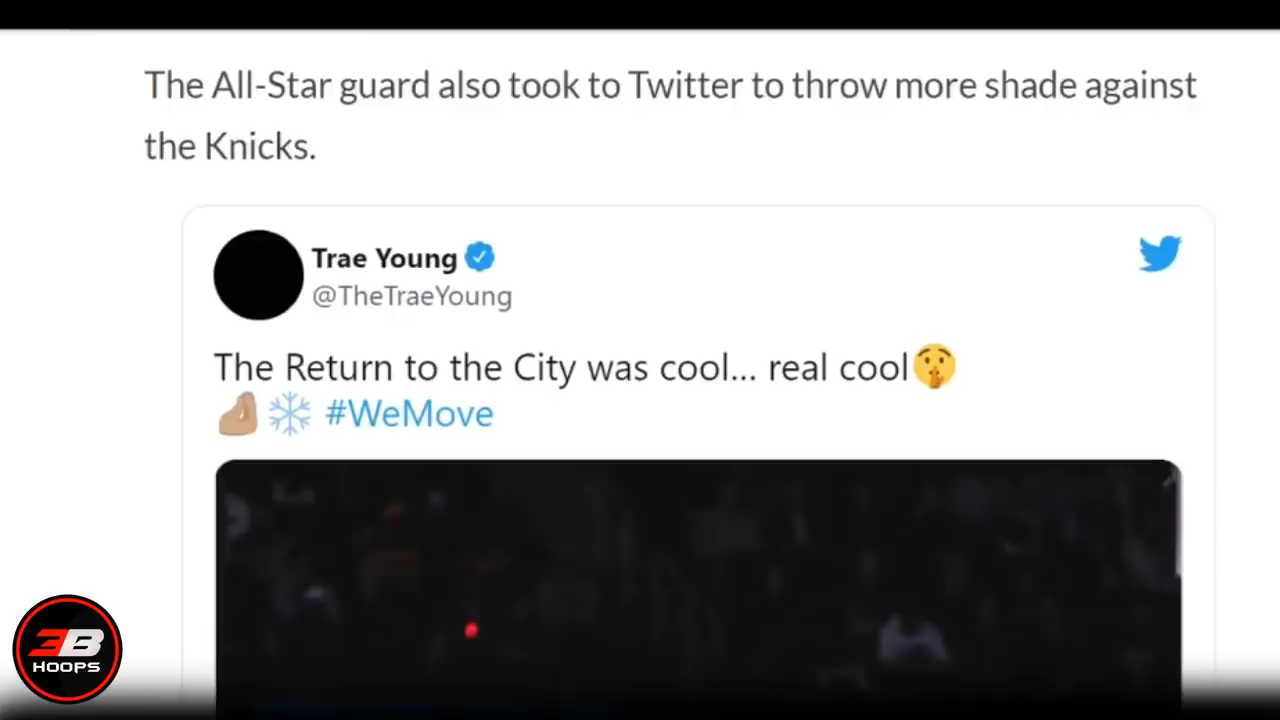 The All-Star guard also took to Twitter to throw more shade against
the Knicks.
Trae Young
@TheTraeYoung
The Return to the City was cool... real cool🤫
🤌🏼❄️ #WeMove
3B
HOOPS